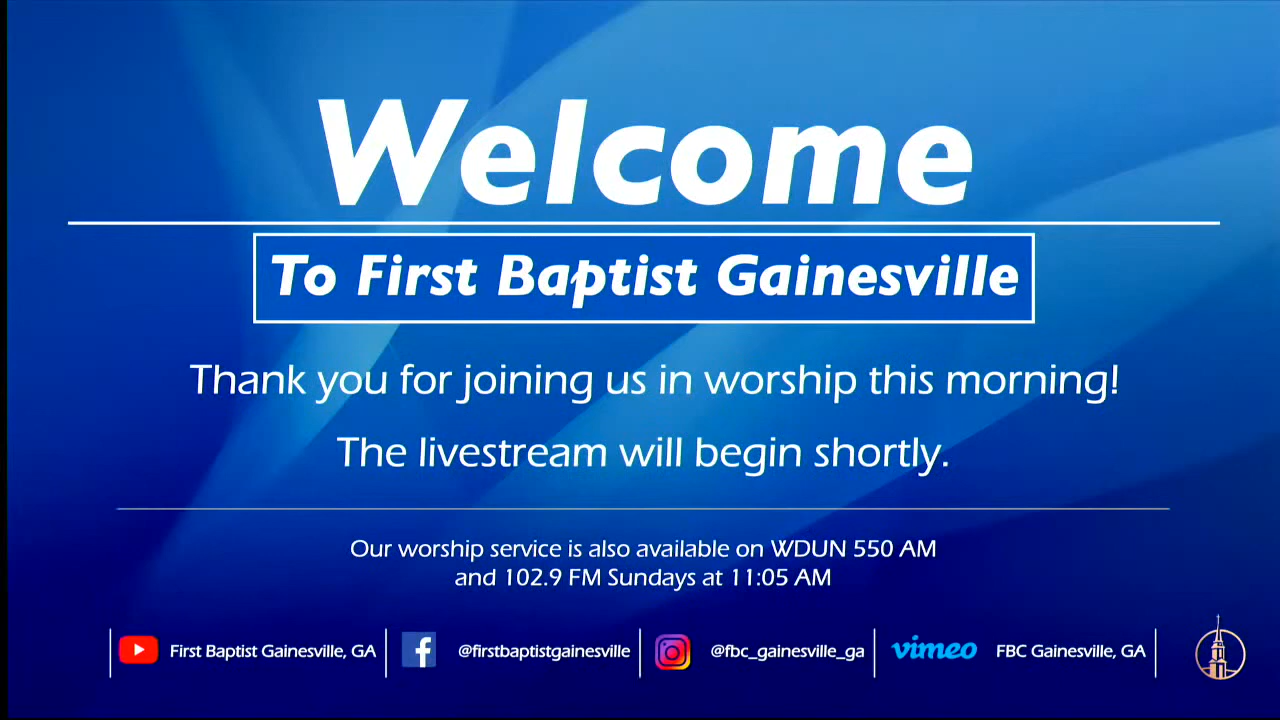 Welcome
To First Baptist Gainesville
Thank you for joining us in worship this morning!
The livestream will begin shortly.
Our worship service is also available on WDUN 550 AM
and 102.9 FM Sundays at 11:05 AM
First Baptist Gainesville, GA @firstbaptistgainesville @fbc_gainesville_ga vimeo FBC Gainesville, GA